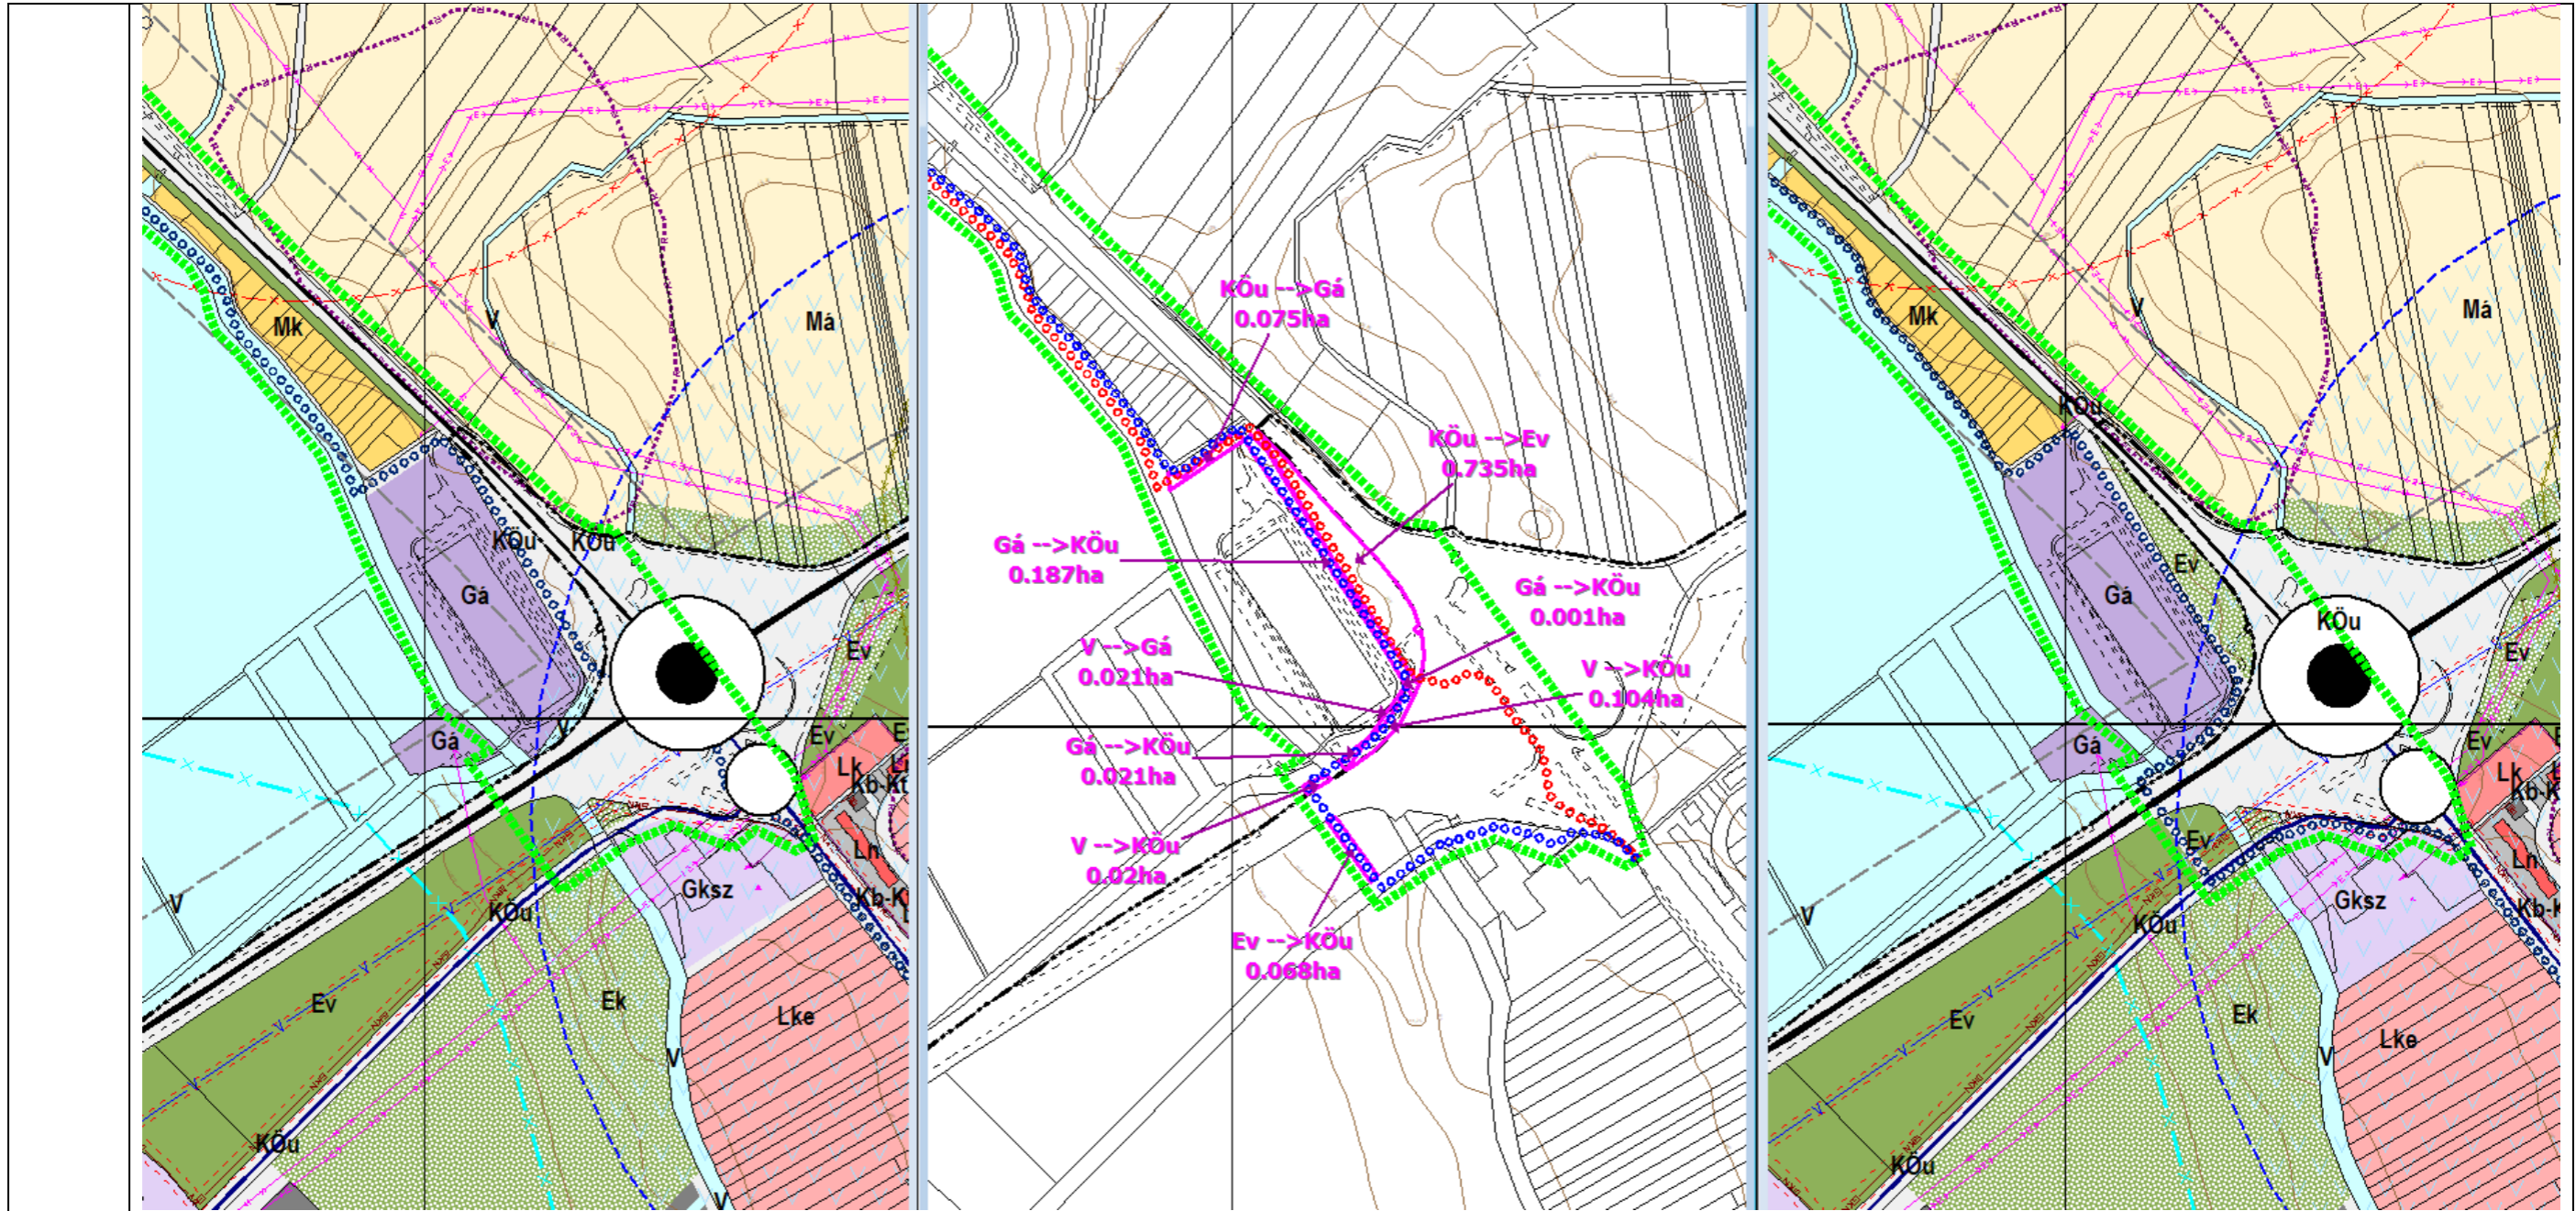 Mk
V
Má
KÖu
KÖu
Gá
Ev
V
Gá
Ev
Lk
Ln
Gksz
V
KÖu
Ev
Ek
Lke
V
KÖu
V
KÖu -->Gá
0.075ha
KÖu -->Ev
0.735ha
Gá -->KÖu
0.187ha
Gá -->KÖu
0.001ha
V -->Gá
0.021ha
V -->KÖu
0.104ha
Gá -->KÖu
0.021ha
V -->KÖu
0.02ha
Ev -->KÖu
0.068ha
V
Má
Mk
KÖu
Ev
Gá
KÖu
Ev
Gá
Ev
Lk
Ev
Ln
Gksz
V
KÖu
Ev
Ek
Lke
V
KÖu